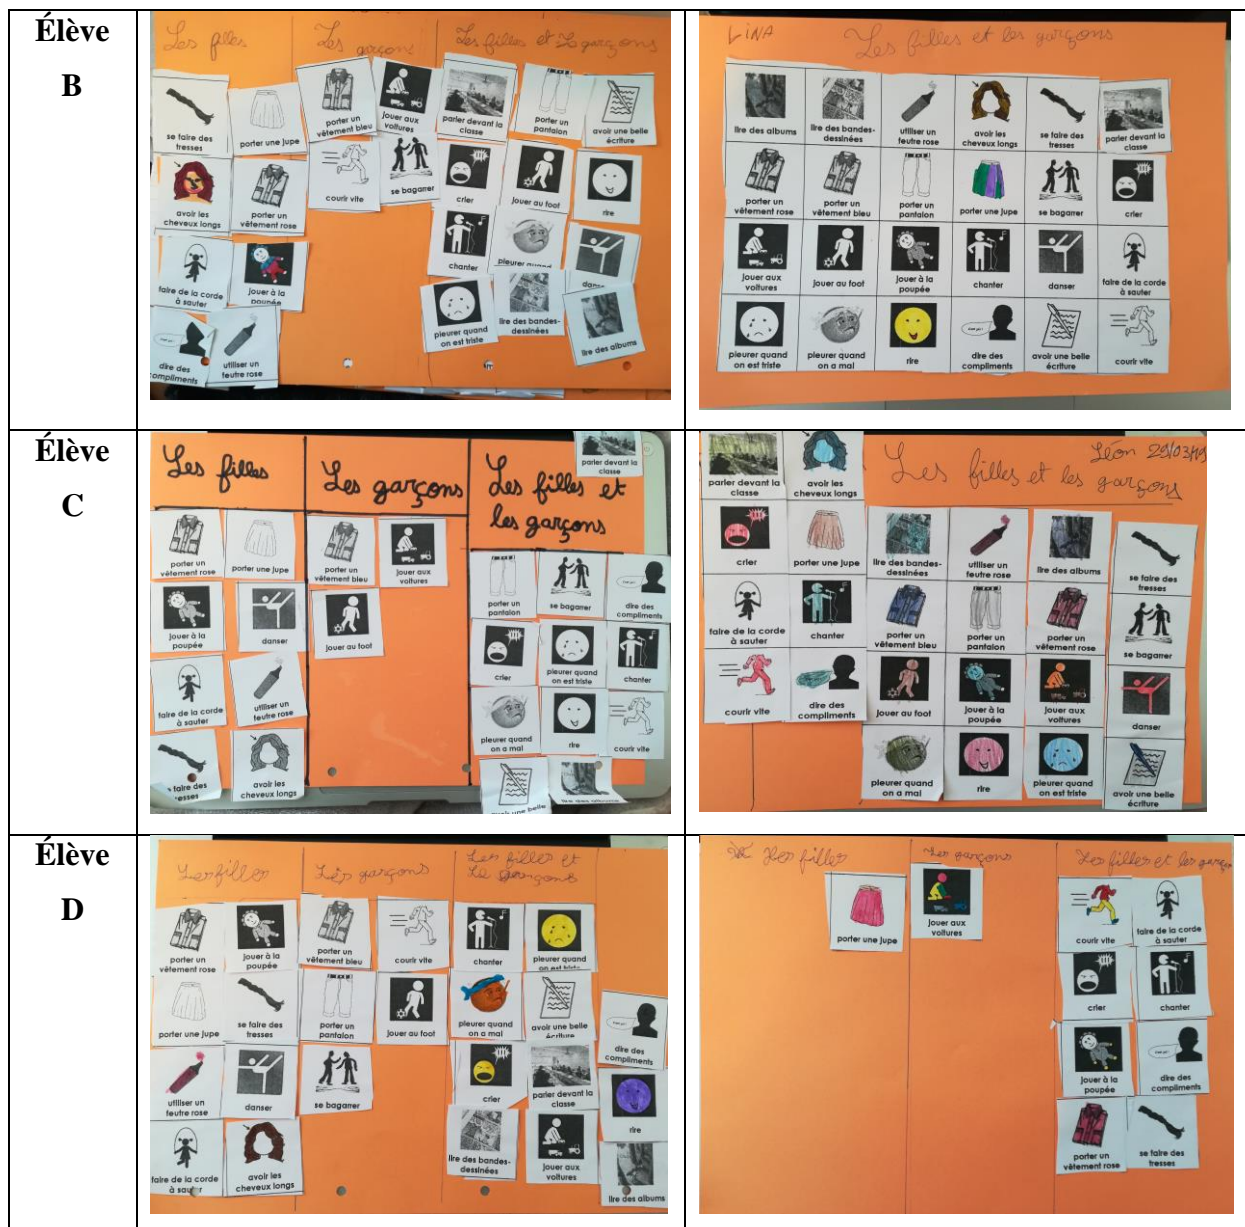 Élève
B
Les filles
Les garçons
Les filles et Les garçons
se faire des
tresses
porter une jupe
porter un
vêtement bleu
jouer aux
voitures
parler devant la
classe
porter un
pantalon
avoir une belle
écriture
avoir les
cheveux longs
porter un
vêtement rose
courir vite
se bagarrer
crier
jouer au foot
rire
faire de la corde
à sauter
jouer à la
poupée
chanter
pleurer quand
dire des
compliments
utiliser un
feutre rose
pleurer quand
on est triste
lire des bandes-
dessinées
lire des albums
LiNA
Les filles et les garçons
lire des albums
lire des bandes-
dessinées
utiliser un
feutre rose
avoir les
cheveux longs
se faire des
tresses
parler devant la
classe
porter un
vêtement rose
porter un
vêtement bleu
porter un
pantalon
porter une jupe
se bagarrer
crier
jouer aux
voitures
jouer au foot
jouer à la
poupée
chanter
danser
faire de la corde
à sauter
pleurer quand
on est triste
pleurer quand
on a mal
rire
dire des
compliments
avoir une belle
écriture
courir vite
Élève
C
Les filles
Les garçons
Les filles et
les garçons
parler devant la
classe
porter un
vêtement rose
porter une jupe
porter un
vêtement bleu
jouer aux
voitures
porter un
pantalon
se bagarrer
dire des
compliments
jouer à la
poupée
danser
jouer au foot
crier
pleurer quand
on est triste
chanter
faire de la corde
à sauter
utiliser un
feutre rose
pleurer quand
on a mal
rire
courir vite
se faire des
tresses
avoir les
cheveux longs
avoir une belle
lire des albums
Léon 29/03/19
Les filles et les garçons
parler devant la
classe
avoir les
cheveux longs
crier
porter une jupe
lire des bandes-
dessinées
utiliser un
feutre rose
lire des albums
se faire des
tresses
faire de la corde
à sauter
chanter
porter un
vêtement bleu
porter un
pantalon
porter un
vêtement rose
se bagarrer
courir vite
dire des
compliments
jouer au foot
jouer à la
poupée
jouer aux
voitures
danser
pleurer quand
on a mal
rire
pleurer quand
on est triste
avoir une belle
écriture
Élève
D
Les filles
Les garçons
Les filles et
Les garçons
porter un
vêtement rose
jouer à la
poupée
porter un
vêtement bleu
courir vite
chanter
pleurer quand
on est triste
porter une jupe
se faire des
tresses
porter un
pantalon
jouer au foot
pleurer quand
on a mal
avoir une belle
écriture
dire des
compliments
utiliser un
feutre rose
danser
se bagarrer
crier
parler devant la
classe
rire
faire de la corde
à sauter
avoir les
cheveux longs
lire des bandes-
dessinées
jouer aux
voitures
lire des albums
Les filles
Les garçons
Les filles et les garçons
porter une jupe
jouer aux
voitures
courir vite
faire de la corde
à sauter
crier
chanter
jouer à la
poupée
dire des
compliments
porter un
vêtement rose
se faire des
tresses